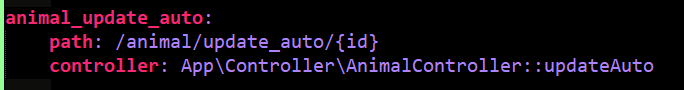 animal_update_auto:
path: /animal/update_auto/{id}
controller: App\Controller\AnimalController::updateAuto